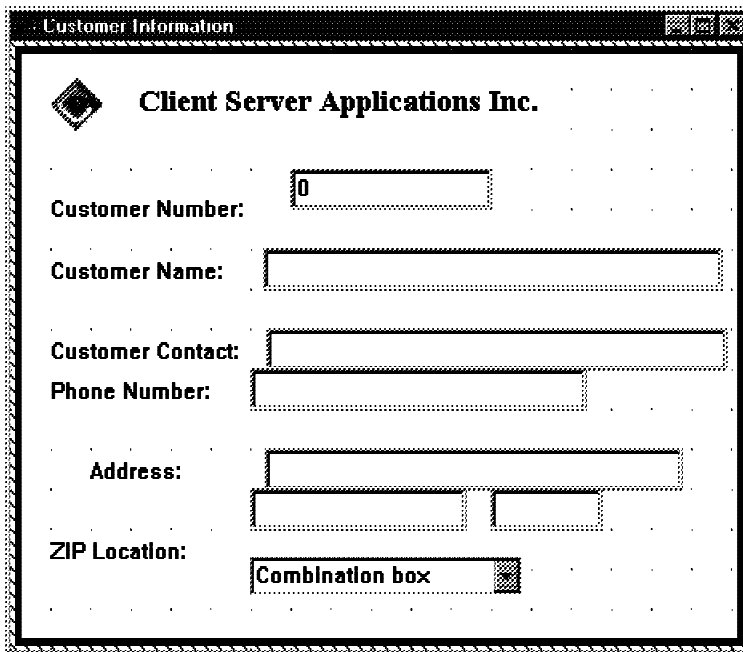 Customer Information
Client Server Applications Inc.
0
Customer Number:
Customer Name:
Customer Contact:
Phone Number:
Address:
ZIP Location:
Combination box